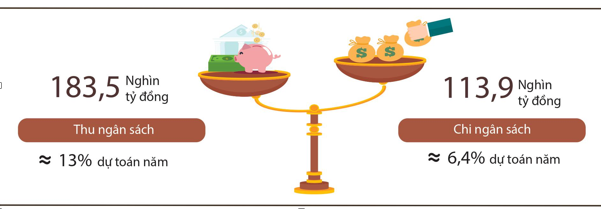 183,5 Nghìn
tỷ đồng
Thu ngân sách
≈ 13% dự toán năm
$ $
113,9 Nghìn
tỷ đồng
Chi ngân sách
≈ 6,4% dự toán năm